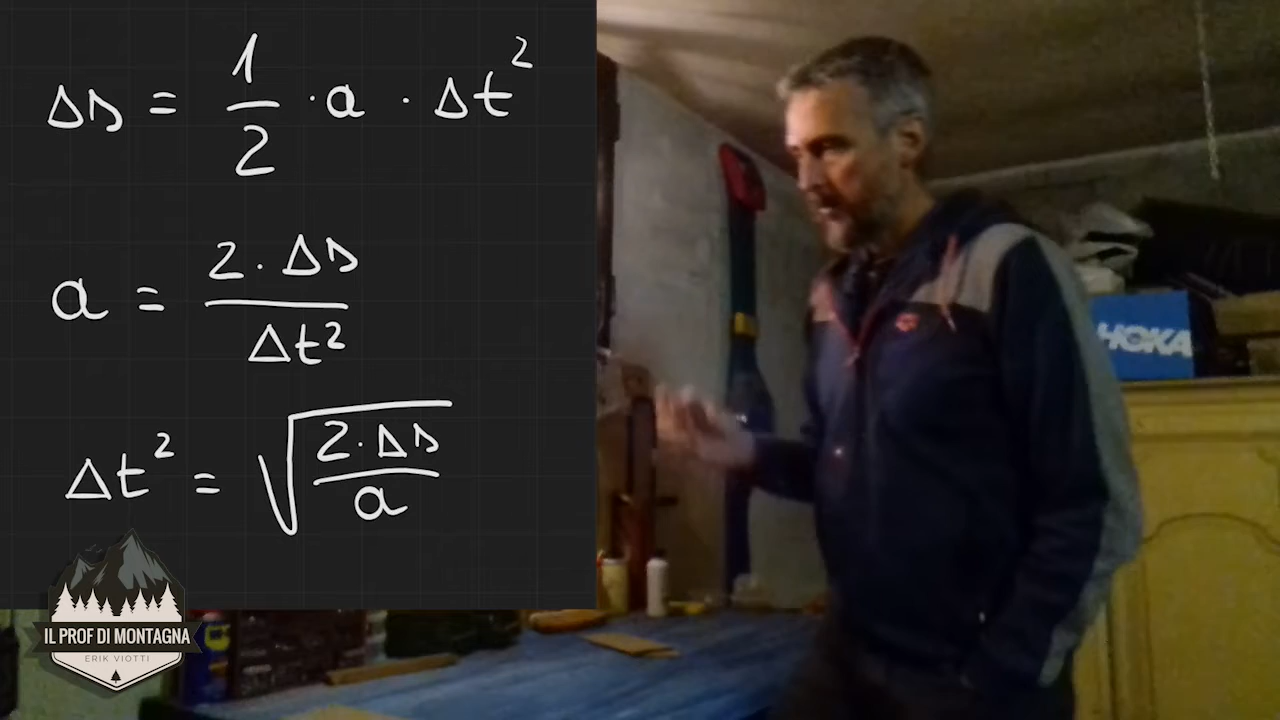 Δs = 1/2 · a · Δt²
a = 2 · Δs / Δt²
Δt² = √(2 · Δs / a)
HOKA
IL PROF DI MONTAGNA
ERIK VIOTTI